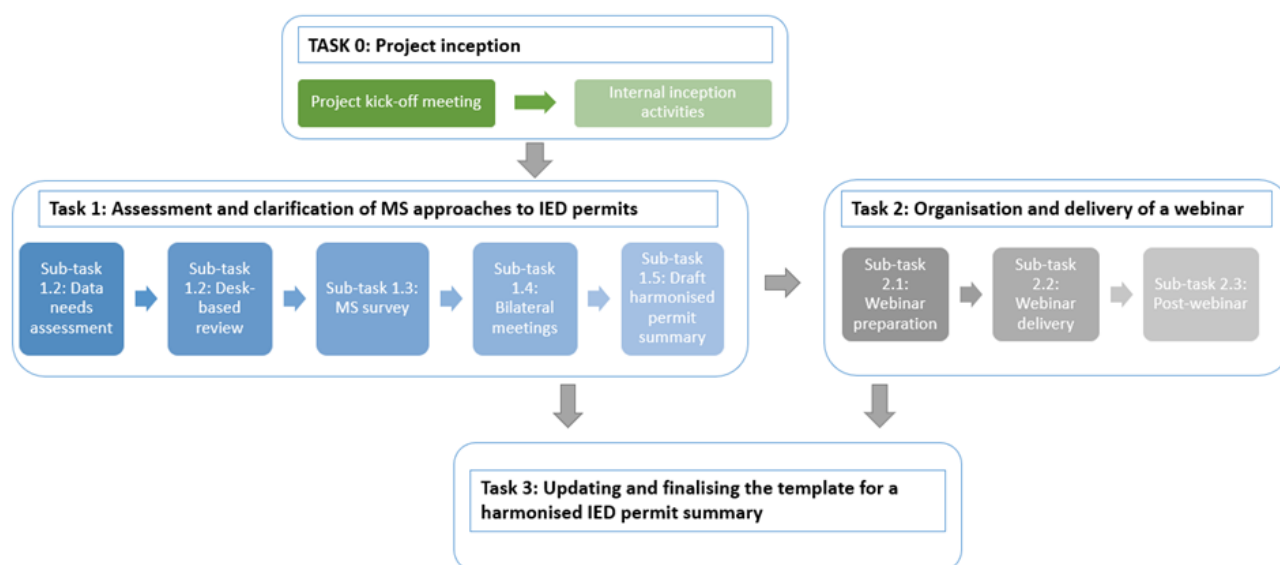 TASK 0: Project inception
Project kick-off meeting
Internal inception
activities
Task 1: Assessment and clarification of MS approaches to IED permits
Sub-task
1.2: Data
needs
assessment
Sub-task
1.2: Desk-
based
review
Sub-task 1.3:
MS survey
Sub-task
1.4:
Bilateral
meetings
Sub-task
1.5: Draft
harmonised
permit
summary
Task 2: Organisation and delivery of a webinar
Sub-task
2.1:
Webinar
preparation
Sub-task
2.2:
Webinar
delivery
Sub-task 2.3:
Post-webinar
Task 3: Updating and finalising the template for a
harmonised IED permit summary